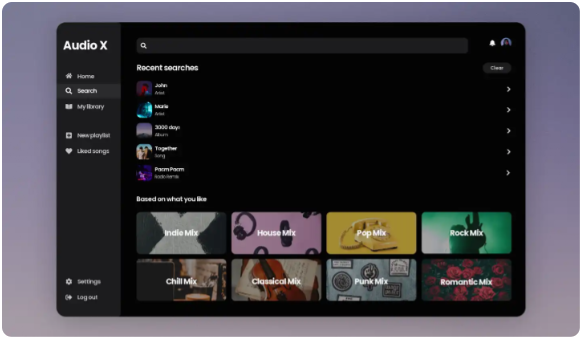 Audio X
Home
Search
My library
New playlist
Liked songs
Settings
Log out
Recent searches
Clear
John
Artist
Marie
Artist
3000 days
Album
Together
Song
Pacm Pacm
Radio Remix
Based on what you like
Indie Mix
House Mix
Pop Mix
Rock Mix
Chill Mix
Classical Mix
Punk Mix
Romantic Mix